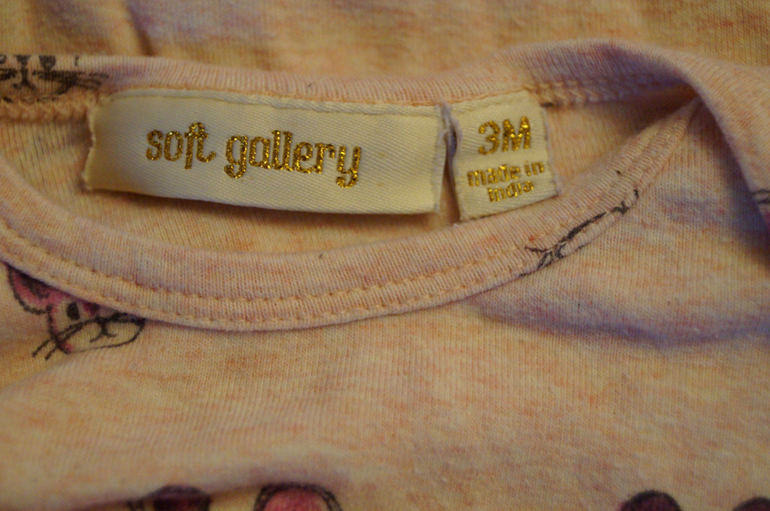 soft gallery
3M
made in
india